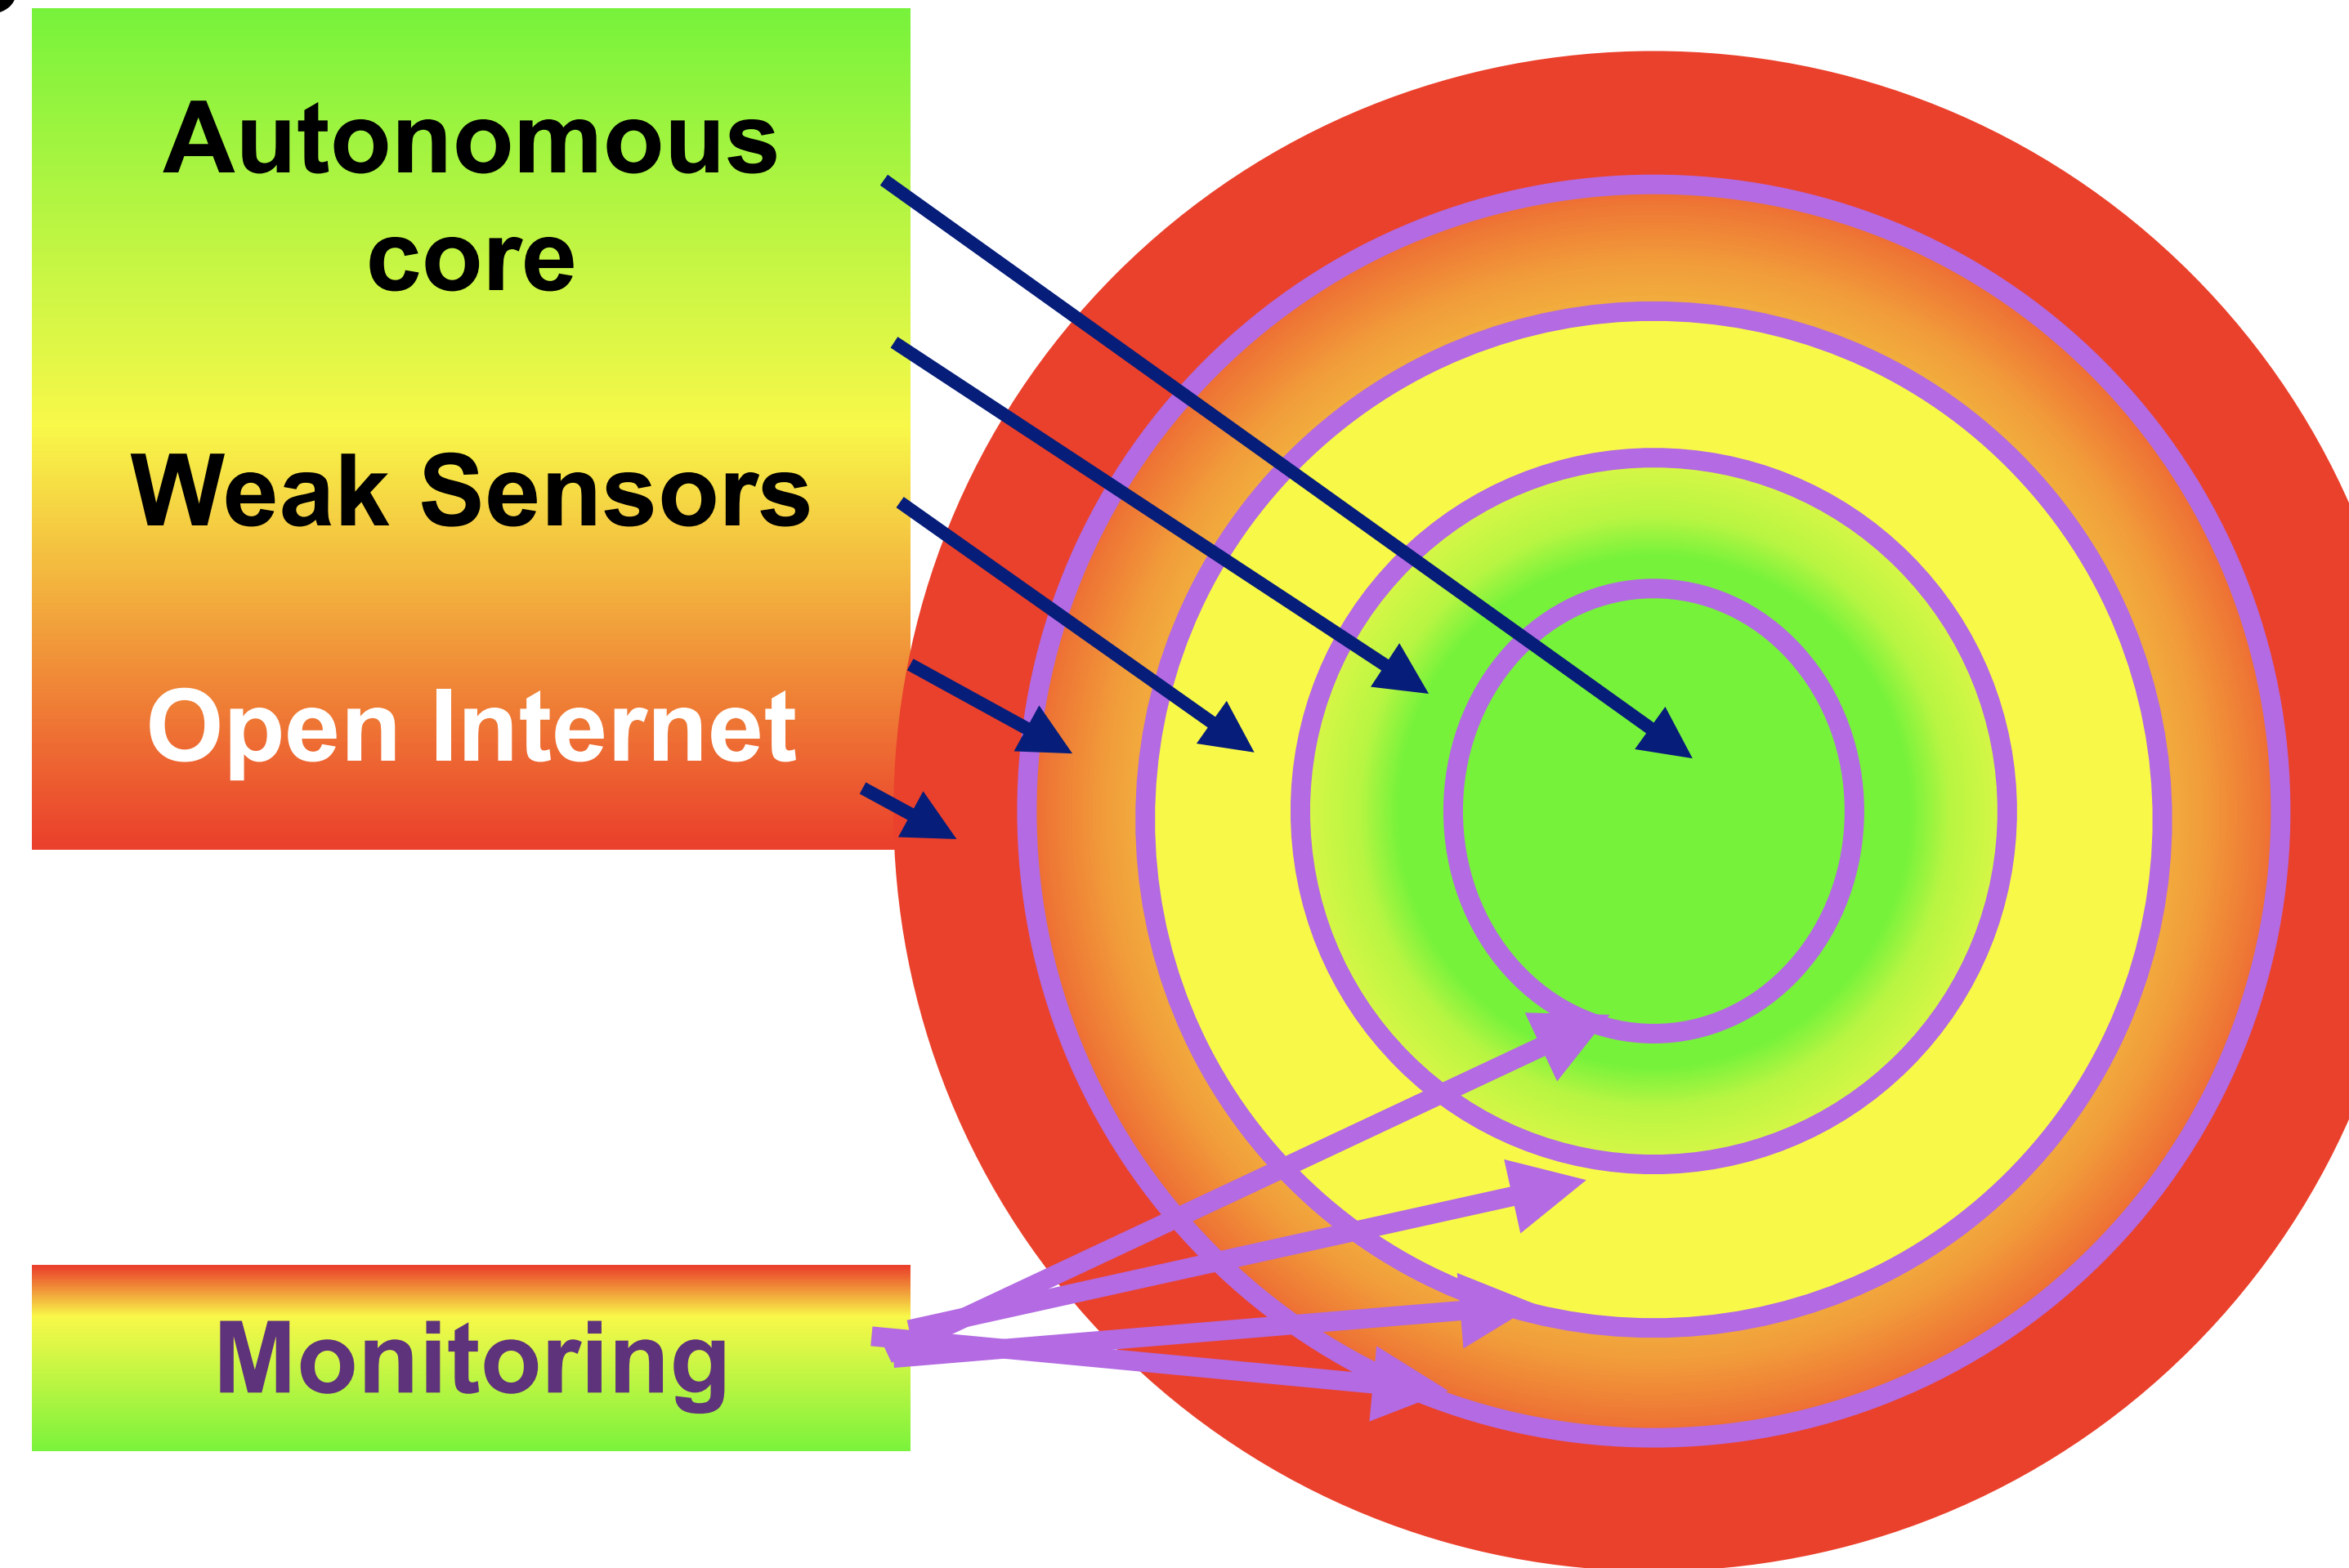 Autonomous
core
Weak Sensors
Open Internet
Monitoring